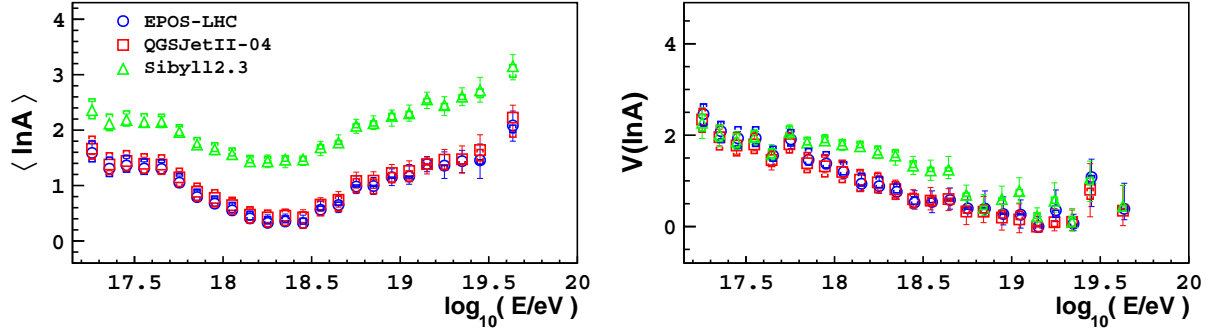 ⟨ lnA ⟩
4
3
2
1
0
EPOS-LHC
QGSJetII-04
Sibyll2.3
17.5 18 18.5 19 19.5 20
log10( E/eV )
V(lnA)
4
2
0
17.5 18 18.5 19 19.5 20
log10( E/eV )